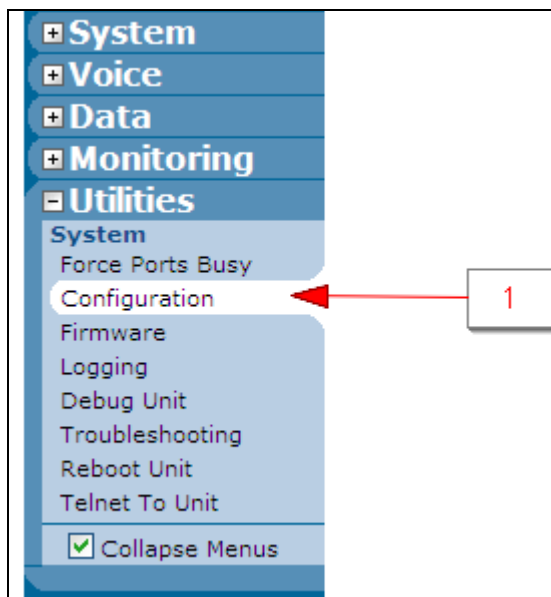 System
Voice
Data
Monitoring
Utilities
System
Force Ports Busy
Configuration
1
Firmware
Logging
Debug Unit
Troubleshooting
Reboot Unit
Telnet To Unit
Collapse Menus